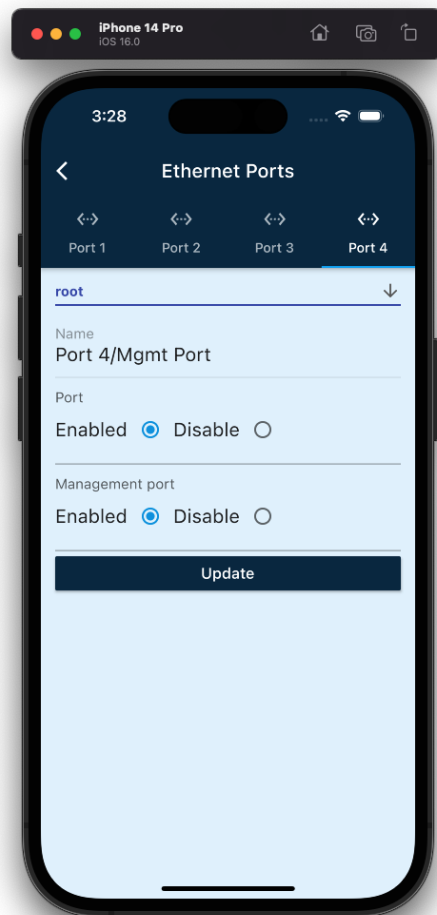 iPhone 14 Pro
iOS 16.0
3:28
Ethernet Ports
Port 1 Port 2 Port 3 Port 4
root
Name
Port 4/Mgmt Port
Port
Enabled Disable
Management port
Enabled Disable
Update